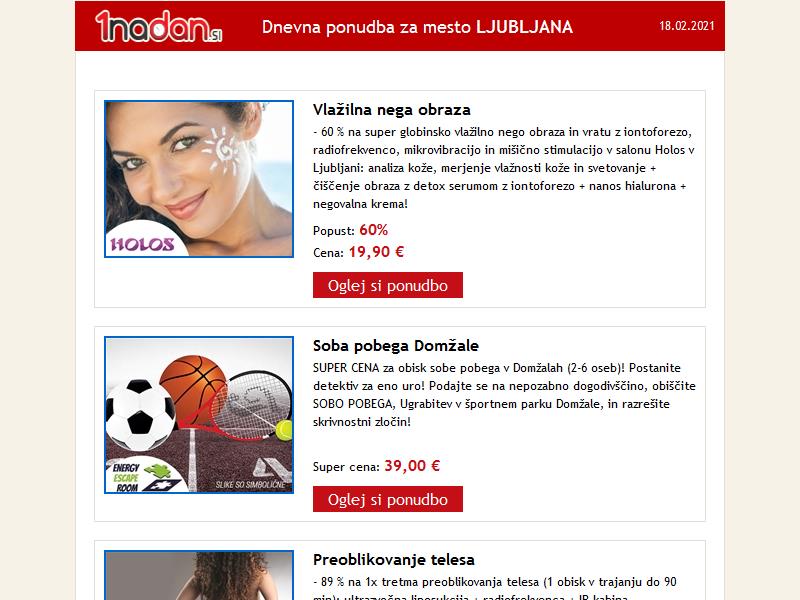 1nadan.si
Dnevna ponudba za mesto LJUBLJANA
18.02.2021
HOLOS
Vlažilna nega obraza
- 60 % na super globinsko vlažilno nego obraza in vratu z iontoforezo,
radiofrekvenco, mikrovibracijo in mišično stimulacijo v salonu Holos v
Ljubljani: analiza kože, merjenje vlažnosti kože in svetovanje +
čiščenje obraza z detox serumom z iontoforezo + nanos hialurona +
negovalna krema!
Popust: 60%
Cena: 19,90 €
Oglej si ponudbo
ENERGY
ESCAPE
ROOM
SLIKE SO SIMBOLIČNE
Soba pobega Domžale
SUPER CENA za obisk sobe pobega v Domžalah (2-6 oseb)! Postanite
detektiv za eno uro! Podajte se na nepozabno dogodivščino, obiščite
SOBO POBEGA, Ugrabitev v športnem parku Domžale, in razrešite
skrivnostni zločin!
Super cena: 39,00 €
Oglej si ponudbo
Preoblikovanje telesa
- 89 % na 1x tretma preoblikovanja telesa (1 obisk v trajanju do 90
min): ultrazvočna liposukcija + radiofrekvenca + IR kabina